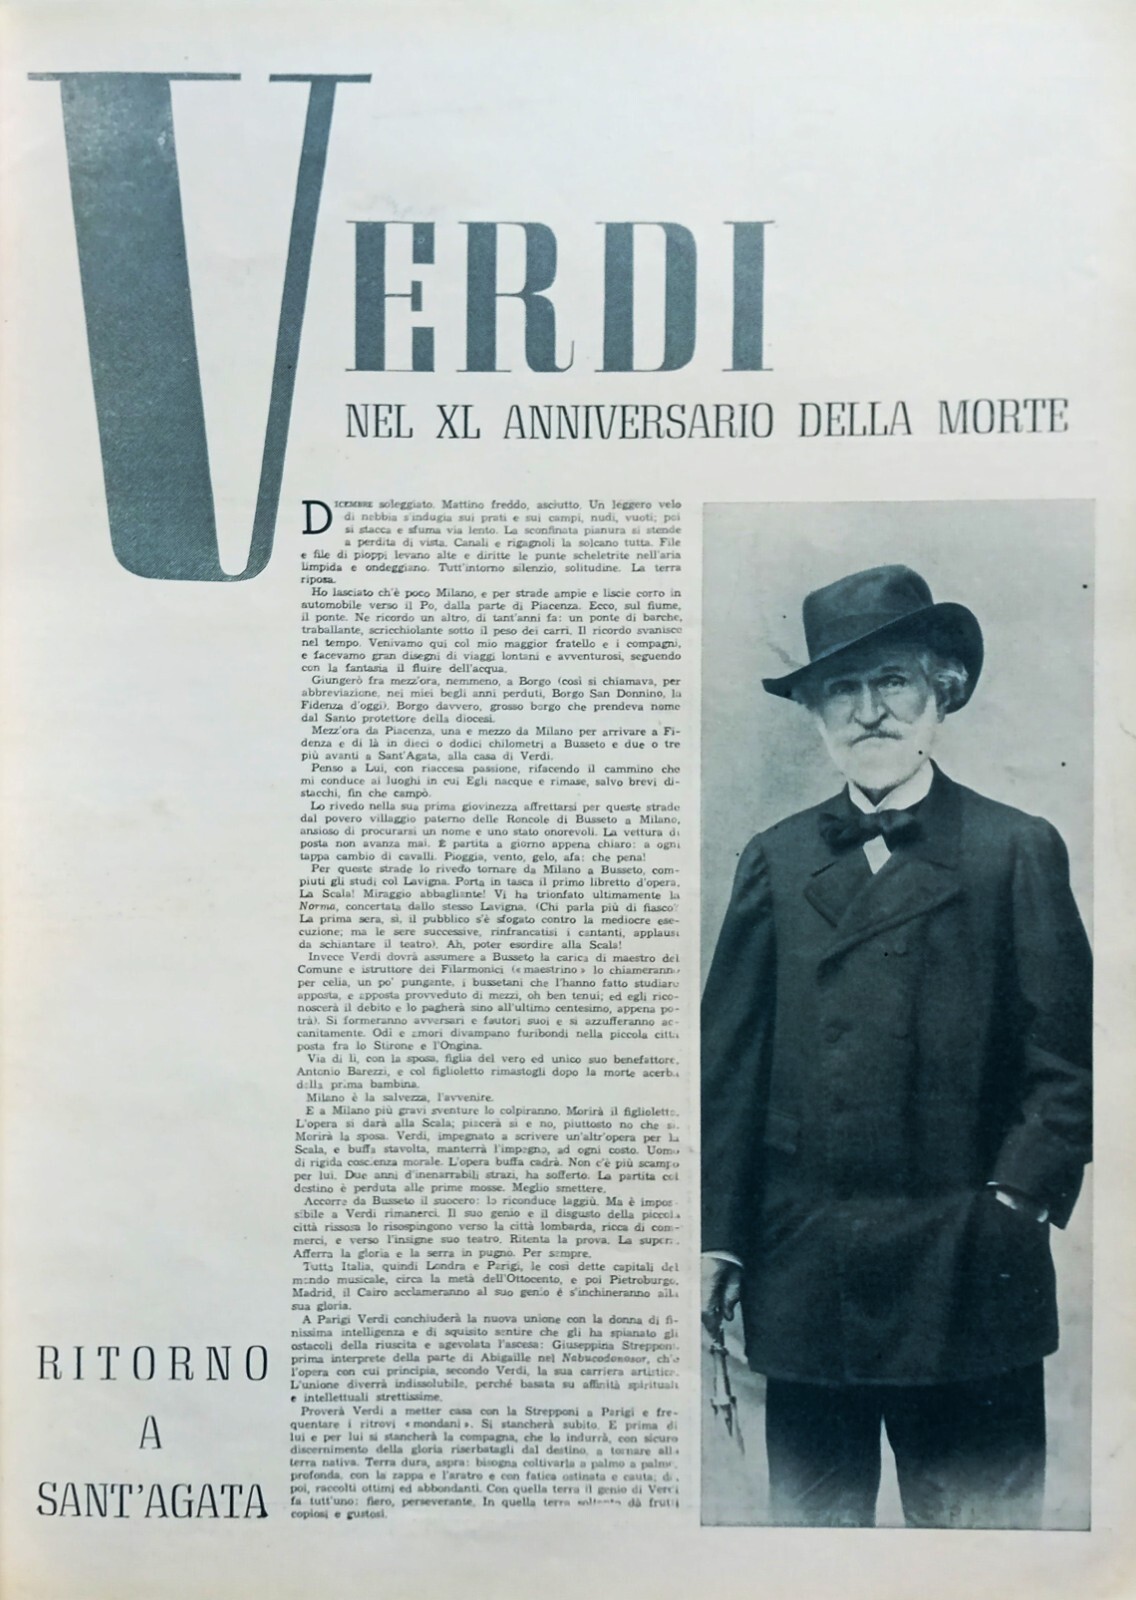 VERDI
NEL XL ANNIVERSARIO DELLA MORTE
DICEMBRE soleggiato. Mattino freddo, asciutto. Un leggero velo
di nebbia s'indugia sui prati e sui campi, nudi, vuoti; poi
si stacca e sfuma via lento. La sconfinata pianura si stende
a perdita di vista. Canali e rigagnoli la solcano tutta. File
e file di pioppi levano alte e diritte le punte scheletrite nell'aria
limpida e ondeggiano. Tutt'intorno silenzio, solitudine. La terra
riposa.
Ho lasciato ch'è poco Milano, e per strade ampie e liscie corro in
automobile verso il Po, dalla parte di Piacenza. Ecco, sul fiume,
il ponte. Ne ricordo un altro, di tant'anni fa: un ponte di barche,
traballante, scricchiolante sotto il peso dei carri. Il ricordo svanisce
nel tempo. Venivamo qui col mio maggior fratello e i compagni,
e facevamo gran disegni di viaggi lontani e avventurosi, seguendo
con la fantasia il fluire dell'acqua.
Giungerò fra mezz'ora, nemmeno, a Borgo (così si chiamava, per
abbreviazione, nei miei begli anni perduti, Borgo San Donnino, la
Fidenza d'oggi). Borgo davvero, grosso borgo che prendeva nome
dal Santo protettore della diocesi.
Mezz'ora da Piacenza, una e mezzo da Milano per arrivare a Fi-
denza e di là in dieci o dodici chilometri a Busseto e due o tre
più avanti a Sant'Agata, alla casa di Verdi.
Penso a Lui, con riaccesa passione, rifacendo il cammino che
mi conduce ai luoghi in cui Egli nacque e rimase, salvo brevi di-
stacchi, fin che campò.
Lo rivedo nella sua prima giovinezza affrettarsi per queste strade
dal povero villaggio paterno delle Roncole di Busseto a Milano,
ansioso di procurarsi un nome e uno stato onorevoli. La vettura di
posta non avanza mai. È partita a giorno appena chiaro: a ogni
tappa cambio di cavalli. Pioggia, vento, gelo, afa: che pena!
Per queste strade lo rivedo tornare da Milano a Busseto, com-
piuti gli studi col Lavigna. Porta in tasca il primo libretto d'opera.
La Scala! Miraggio abbagliante! Vi ha trionfato ultimamente la
Norma, concertata dallo stesso Lavigna. (Chi parla più di fiasco?
La prima sera, sì, il pubblico s'è sfogato contro la mediocre ese-
cuzione; ma le sere successive, rinfrancatisi i cantanti, applausi
da schiantare il teatro). Ah, poter esordire alla Scala!
Invece Verdi dovrà assumere a Busseto la carica di maestro del
Comune e istruttore dei Filarmonici («maestrino» lo chiameranno
per celia, un po' pungente, i bussetani che l'hanno fatto studiare
apposta, e apposta provveduto di mezzi, oh ben tenui; ed egli rico-
noscerà il debito e lo pagherà sino all'ultimo centesimo, appena po-
trà). Si formeranno avversari e fautori suoi e si azzufferanno ac-
canitamente. Odi e amori divampano furibondi nella piccola città
posta fra lo Stirone e l'Ongina.
Via di lì, con la sposa, figlia del vero ed unico suo benefattore,
Antonio Barezzi, e col figlioletto rimastogli dopo la morte acerba
della prima bambina.
Milano è la salvezza, l'avvenire.
E a Milano più gravi sventure lo colpiranno. Morirà il figlioletto.
L'opera si darà alla Scala; piacerà sì e no, piuttosto no che sì.
Morirà la sposa. Verdi, impegnato a scrivere un'altr'opera per la
Scala, e buffa stavolta, manterrà l'impegno, ad ogni costo. Uomo
di rigida coscienza morale. L'opera buffa cadrà. Non c'è più scampo
per lui. Due anni d'inenarrabili strazi, ha sofferto. La partita col
destino è perduta alle prime mosse. Meglio smettere.
Accorre da Busseto il suocero: lo riconduce laggiù. Ma è impos-
sibile a Verdi rimanerci. Il suo genio e il disgusto della piccola
città rissosa lo risospingono verso la città lombarda, ricca di com-
merci, e verso l'insigne suo teatro. Ritenta la prova. La supera.
Afferra la gloria e la serra in pugno. Per sempre.
Tutta Italia, quindi Londra e Parigi, le così dette capitali del
mondo musicale, circa la metà dell'Ottocento, e poi Pietroburgo,
Madrid, il Cairo acclameranno al suo genio e s'inchineranno alla
sua gloria.
A Parigi Verdi conchiuderà la nuova unione con la donna di fi-
nissima intelligenza e di squisito sentire che gli ha spianato gli
ostacoli della riuscita e agevolata l'ascesa: Giuseppina Strepponi,
prima interprete della parte di Abigaille nel Nabucodonosor, ch'è
l'opera con cui principia, secondo Verdi, la sua carriera artistica.
L'unione diverrà indissolubile, perché basata su affinità spirituali
e intellettuali strettissime.
Proverà Verdi a metter casa con la Strepponi a Parigi e fre-
quentare i ritrovi «mondani». Si stancherà subito. E prima di
lui e per lui si stancherà la compagna, che lo indurrà, con sicuro
discernimento della gloria riserbatagli dal destino, a tornare alla
terra nativa. Terra dura, aspra: bisogna coltivarla a palmo a palmo,
profonda, con la zappa e l'aratro e con fatica ostinata e cauta; dà,
poi, raccolti ottimi ed abbondanti. Con quella terra il genio di Verdi
fa tutt'uno: fiero, perseverante. In quella terra soltanto dà frutti
copiosi e gustosi.
RITORNO
A
SANT'AGATA